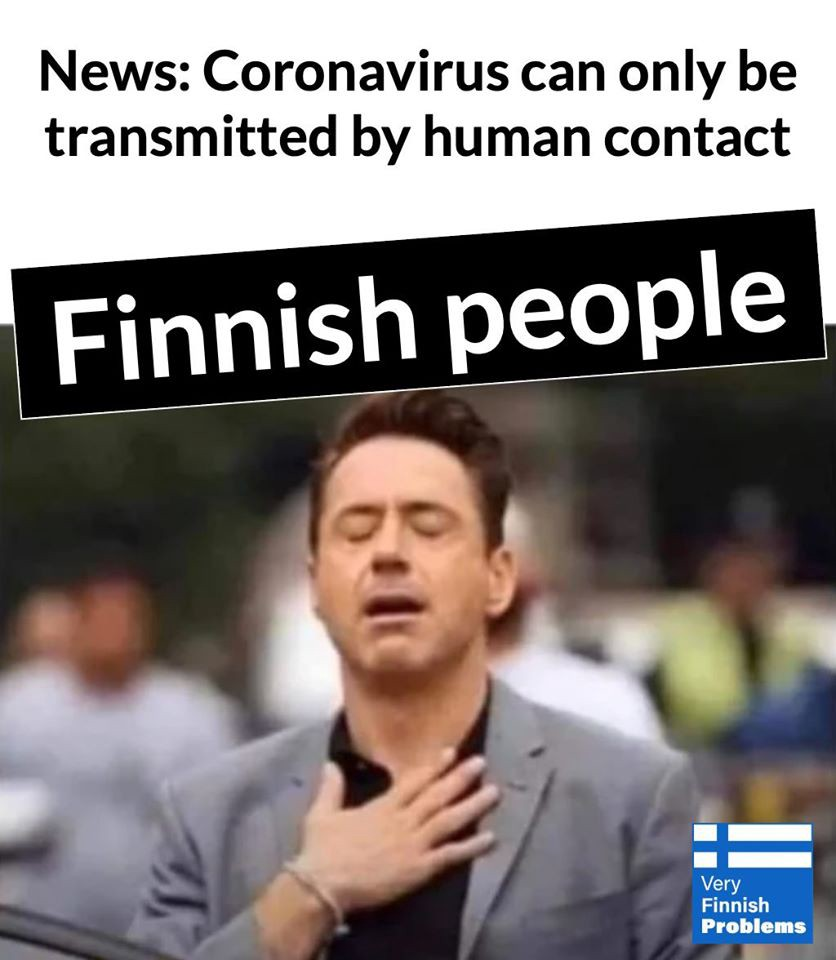 News: Coronavirus can only be
transmitted by human contact
Finnish people
Very
Finnish
Problems